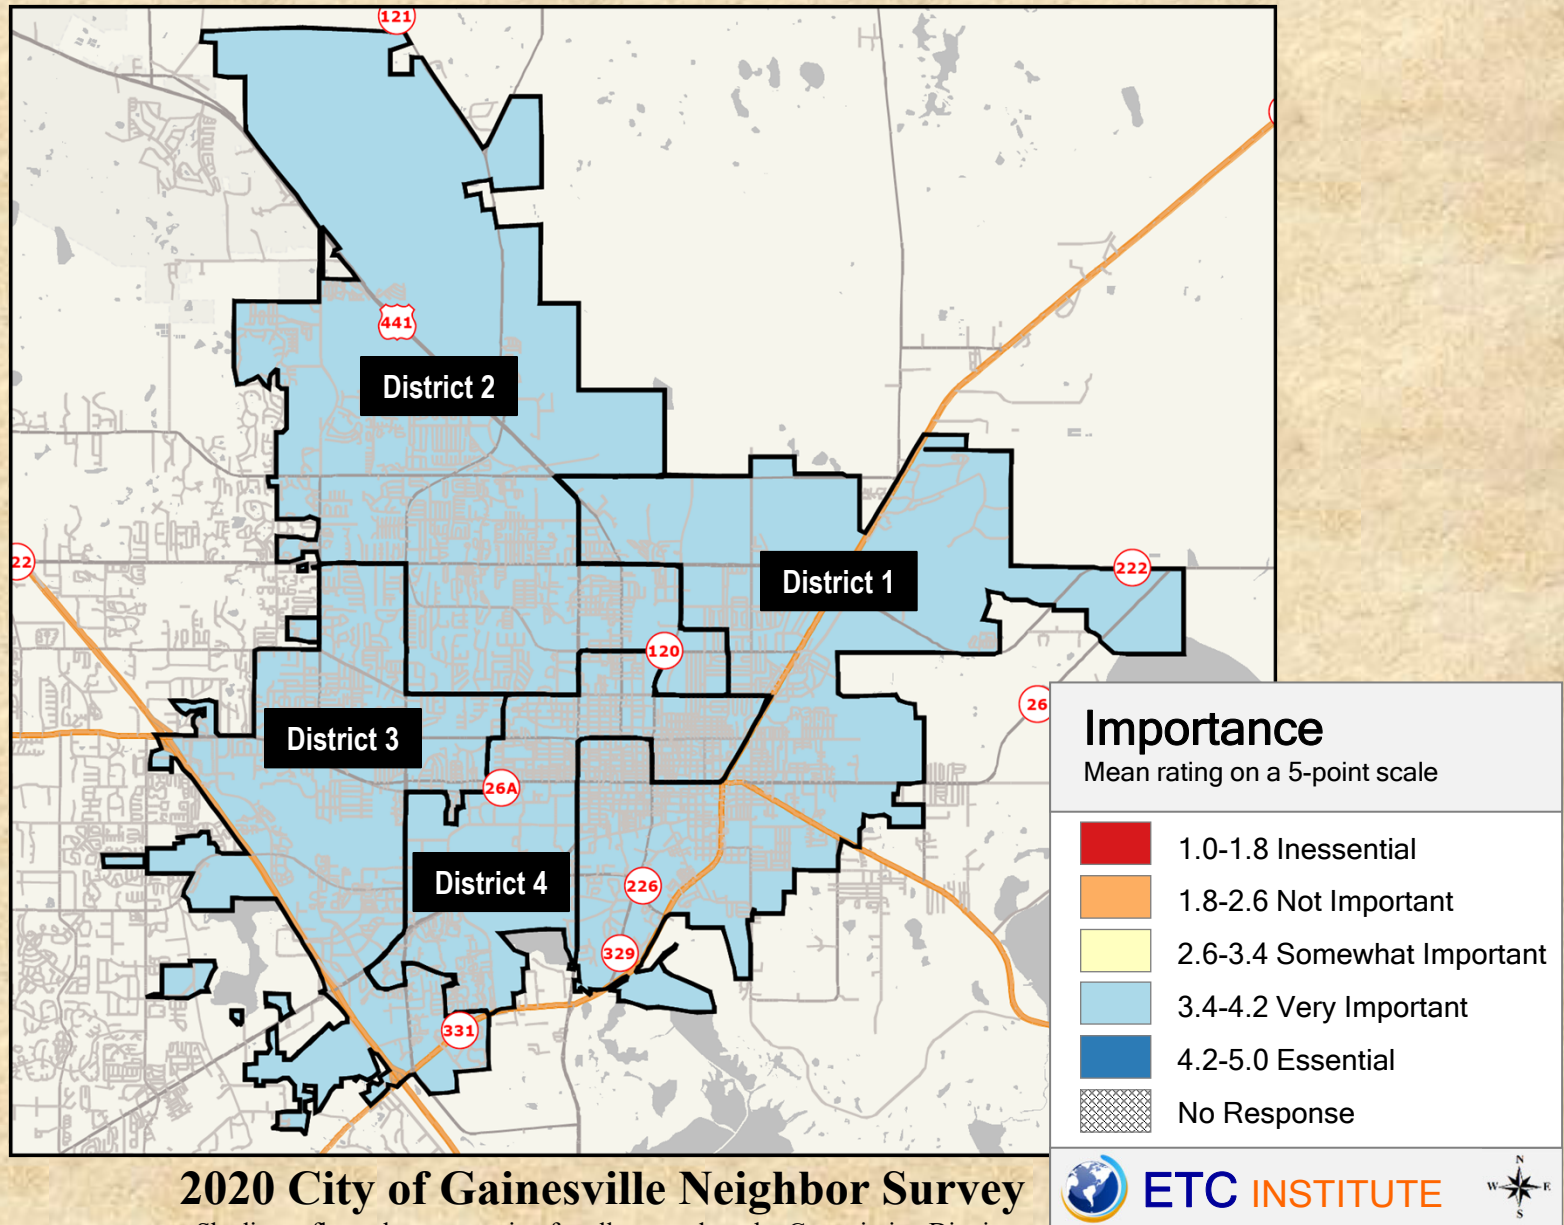 121
441
District 2
District 1
222
22
120
26
District 3
26A
District 4
226
329
331
Importance
Mean rating on a 5-point scale
1.0-1.8 Inessential
1.8-2.6 Not Important
2.6-3.4 Somewhat Important
3.4-4.2 Very Important
4.2-5.0 Essential
No Response
ETC INSTITUTE
N
W E
S
2020 City of Gainesville Neighbor Survey